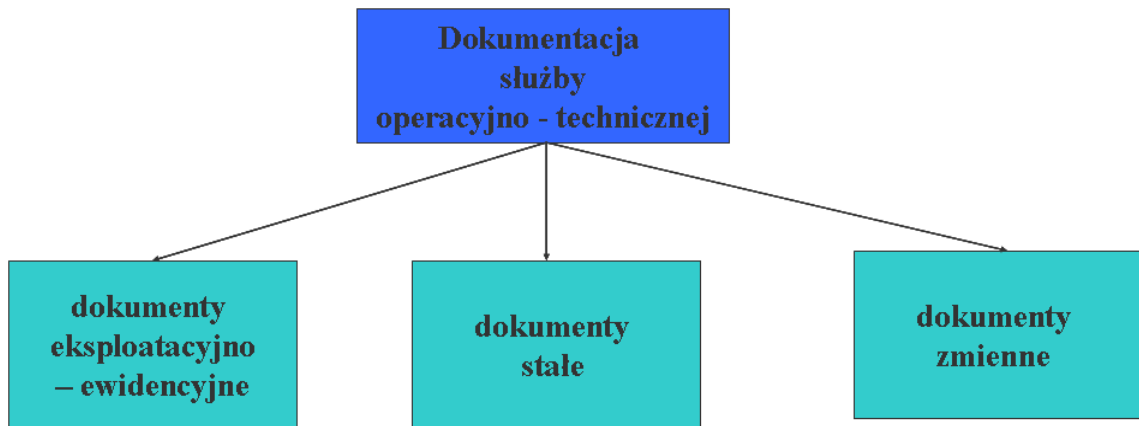 Dokumentacja
służby
operacyjno - technicznej
dokumenty
eksploatacyjno
– ewidencyjne
dokumenty
stałe
dokumenty
zmienne